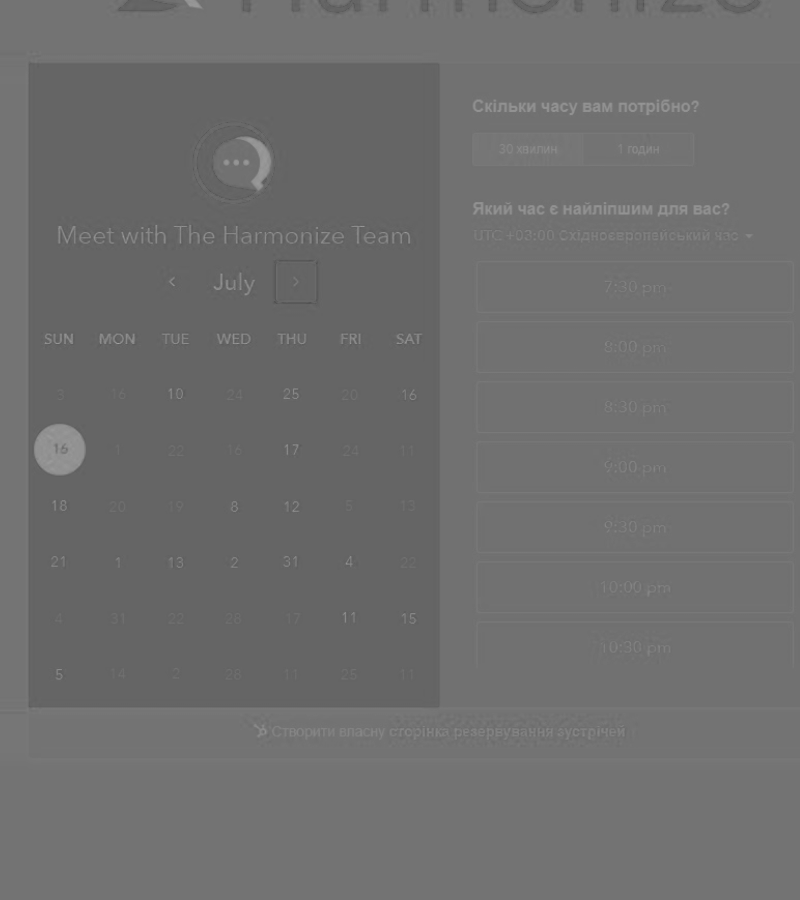 Harmonize
Скільки часу вам потрібно?
30 хвилин 1 годин
Який час є найліпшим для вас?
UTC +03:00 Східноєвропейський час
Meet with The Harmonize Team
July
SUN MON TUE WED THU FRI SAT
3 16 10 24 25 20 16
16 1 22 16 17 24 11
18 20 19 8 12 5 13
21 1 13 2 31 4 22
4 31 22 28 17 11 15
5 14 2 28 11 25 11
7:30 pm
8:00 pm
8:30 pm
9:00 pm
9:30 pm
10:00 pm
10:30 pm
Створити власну сторінка резервування зустрічей